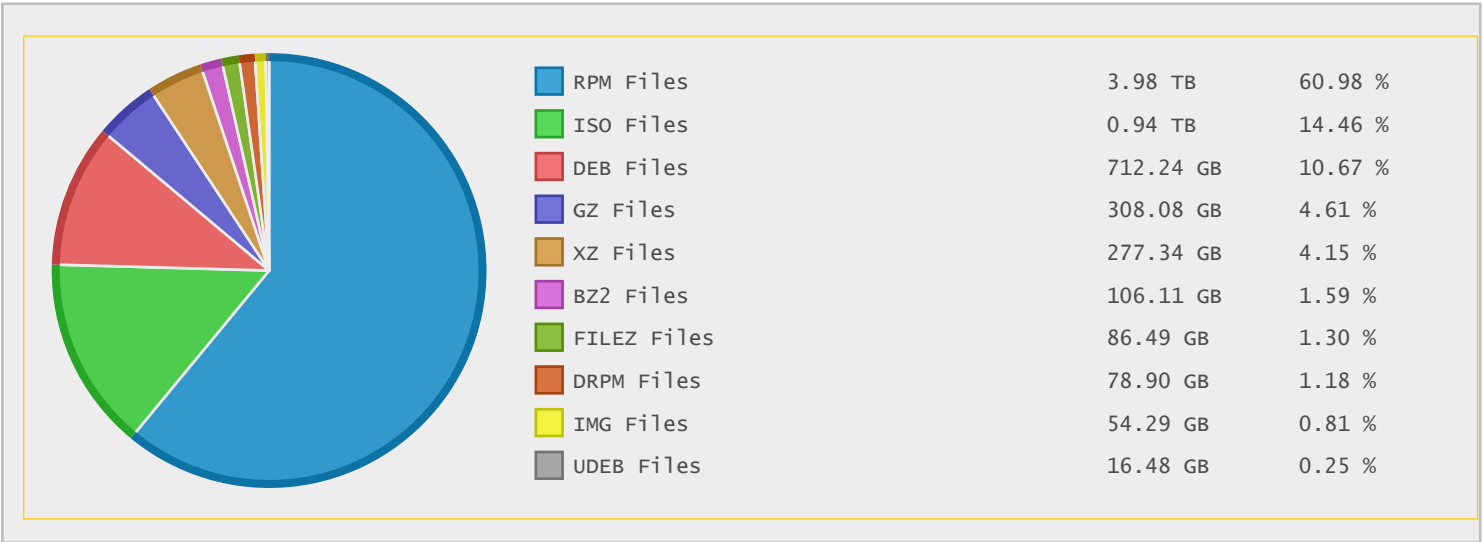 RPM Files 3.98 TB 60.98 %
ISO Files 0.94 TB 14.46 %
DEB Files 712.24 GB 10.67 %
GZ Files 308.08 GB 4.61 %
XZ Files 277.34 GB 4.15 %
BZ2 Files 106.11 GB 1.59 %
FILEZ Files 86.49 GB 1.30 %
DRPM Files 78.90 GB 1.18 %
IMG Files 54.29 GB 0.81 %
UDEB Files 16.48 GB 0.25 %